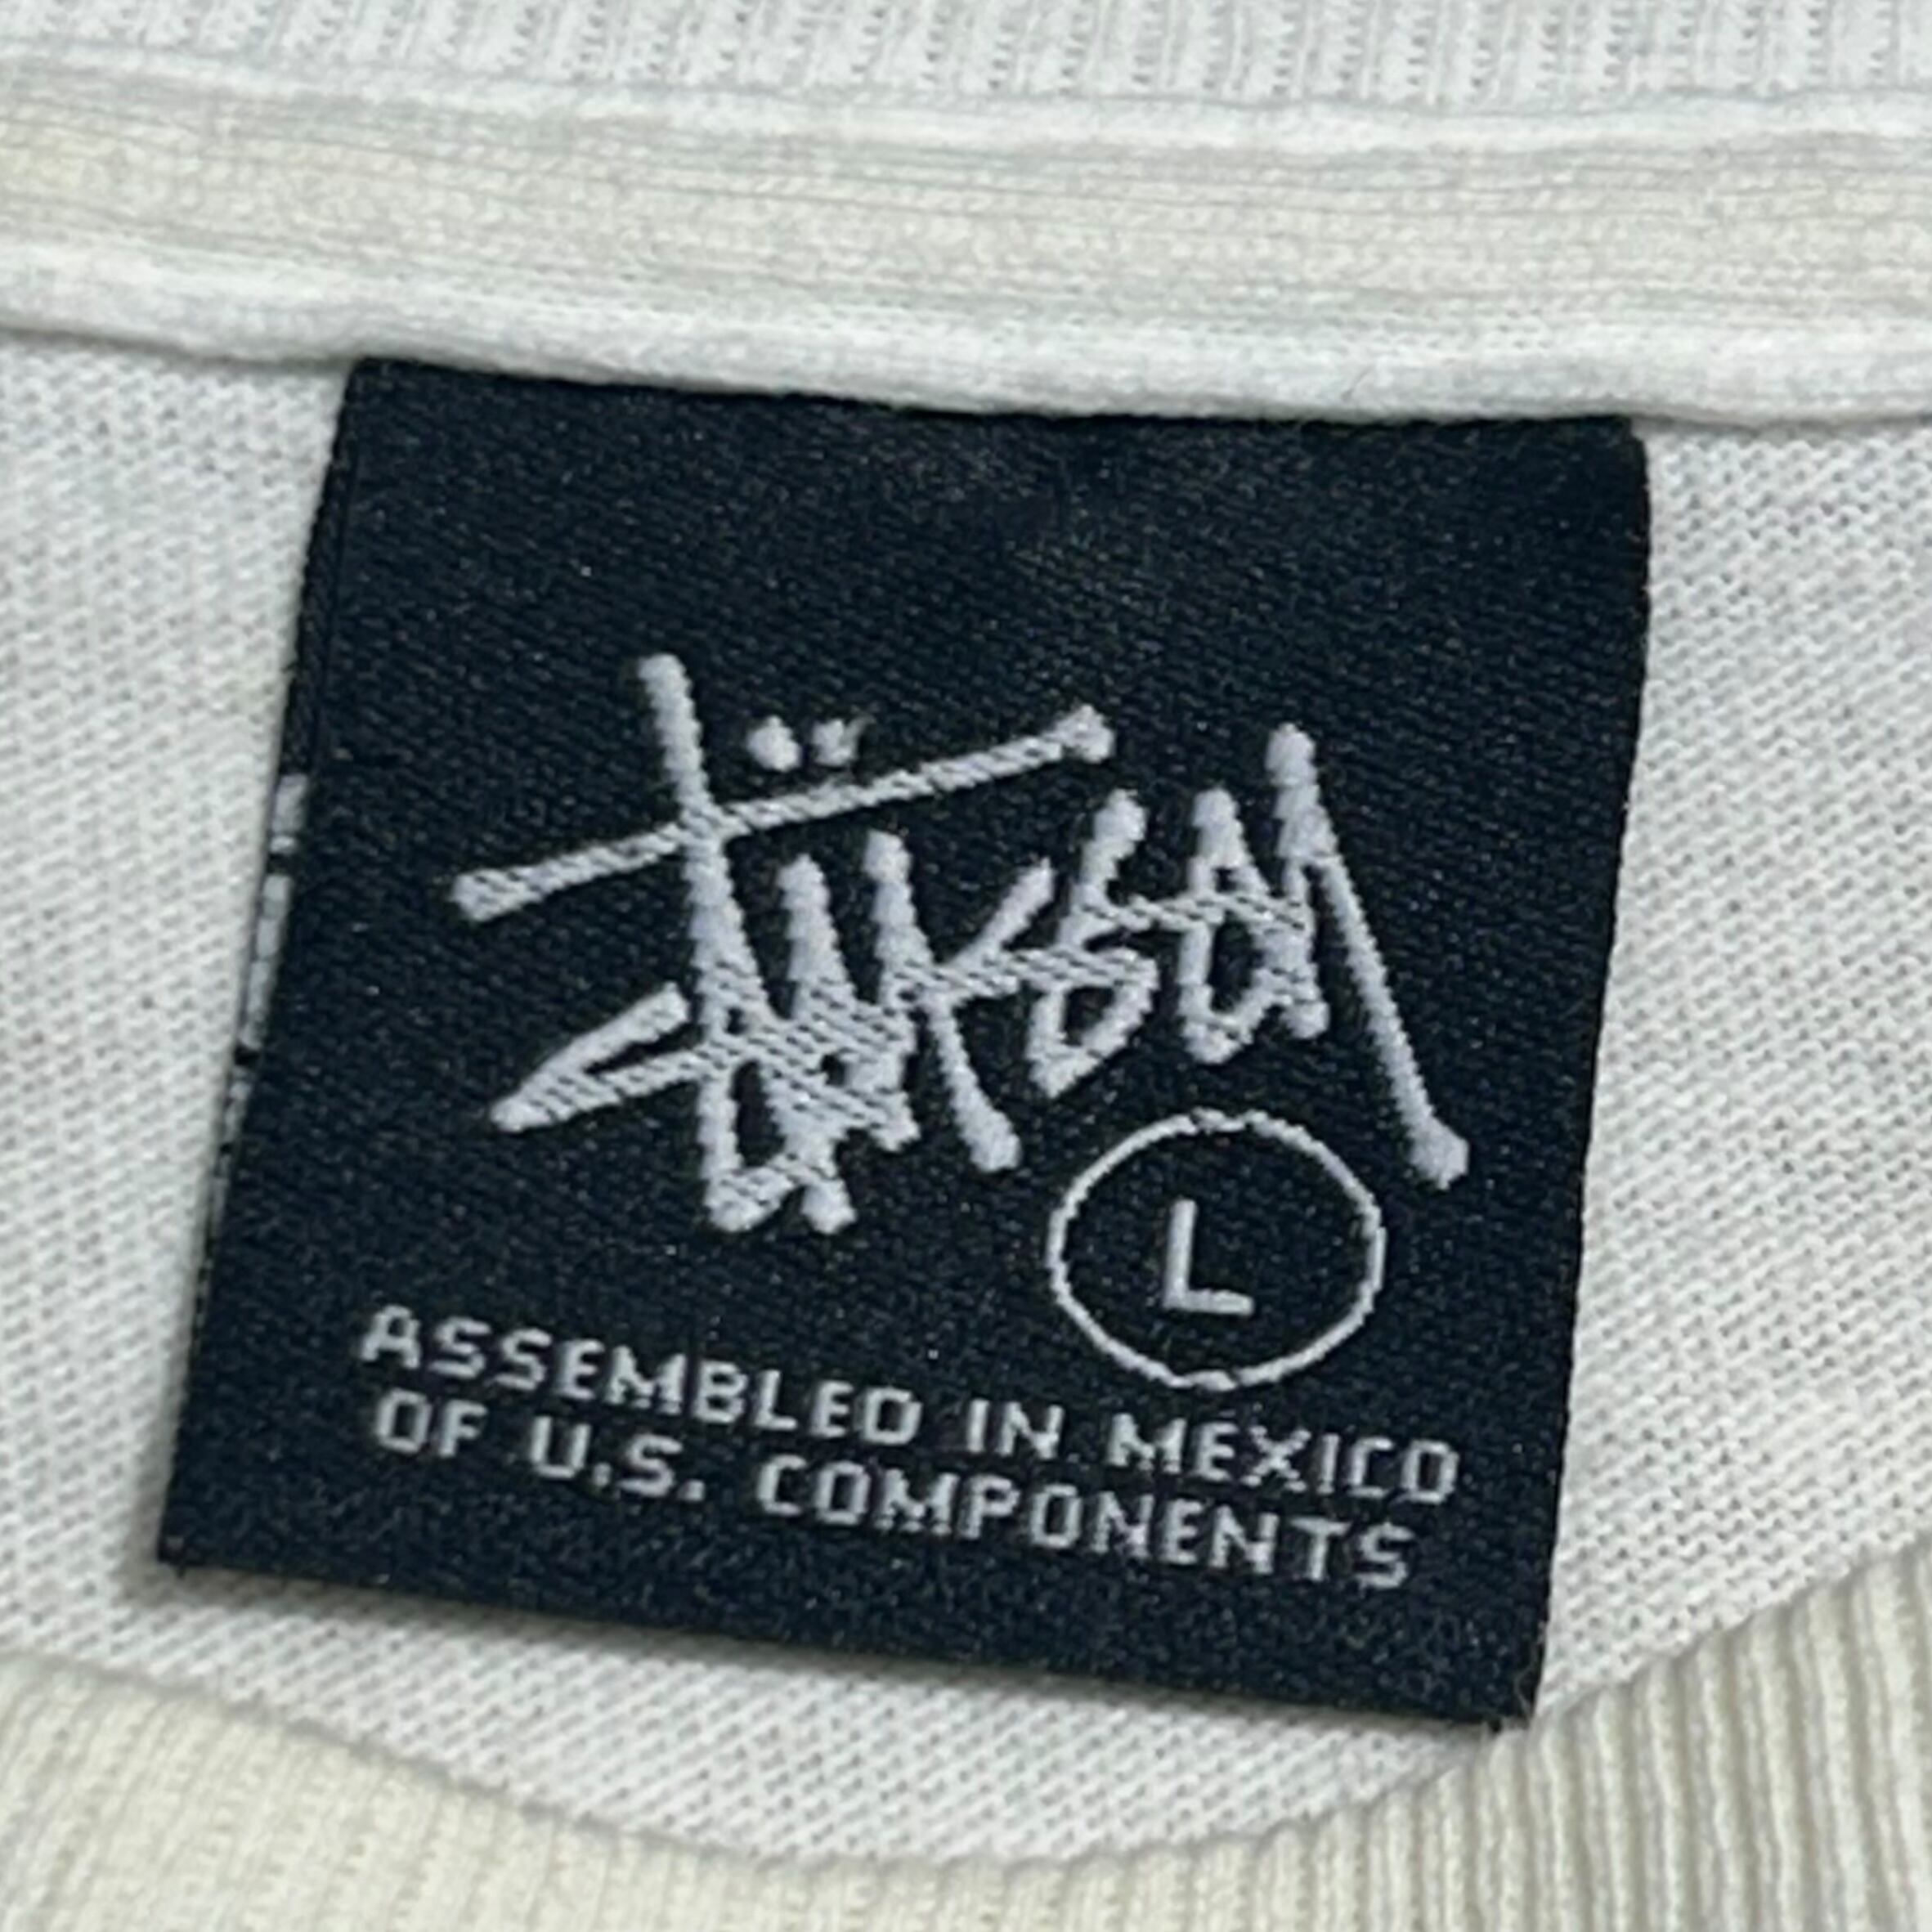 Stüssy
L
ASSEMBLED IN MEXICO
OF U.S. COMPONENTS